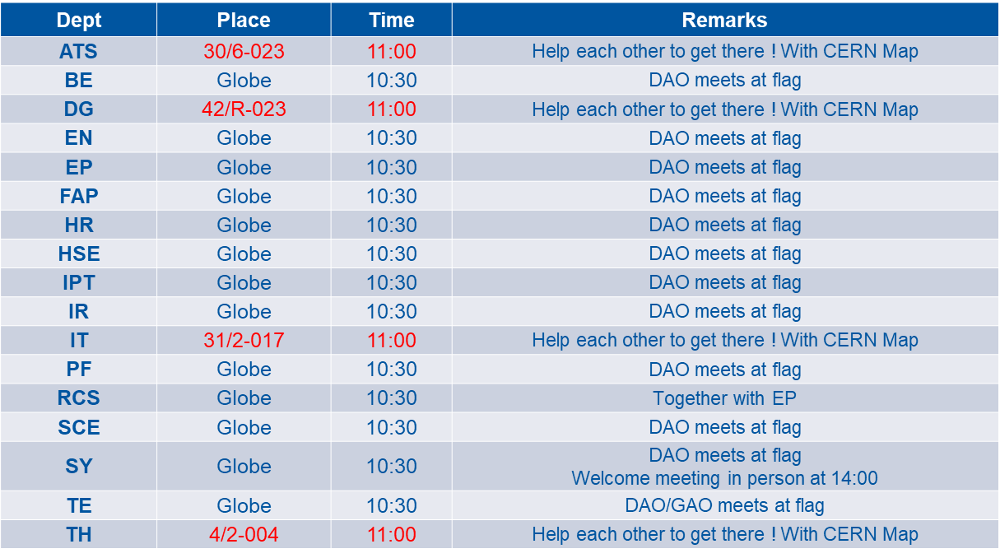 Dept Place Time Remarks
ATS 30/6-023 11:00 Help each other to get there ! With CERN Map
BE Globe 10:30 DAO meets at flag
DG 42/R-023 11:00 Help each other to get there ! With CERN Map
EN Globe 10:30 DAO meets at flag
EP Globe 10:30 DAO meets at flag
FAP Globe 10:30 DAO meets at flag
HR Globe 10:30 DAO meets at flag
HSE Globe 10:30 DAO meets at flag
IPT Globe 10:30 DAO meets at flag
IR Globe 10:30 DAO meets at flag
IT 31/2-017 11:00 Help each other to get there ! With CERN Map
PF Globe 10:30 DAO meets at flag
RCS Globe 10:30 Together with EP
SCE Globe 10:30 DAO meets at flag
SY Globe 10:30 DAO meets at flag
Welcome meeting in person at 14:00
TE Globe 10:30 DAO/GAO meets at flag
TH 4/2-004 11:00 Help each other to get there ! With CERN Map